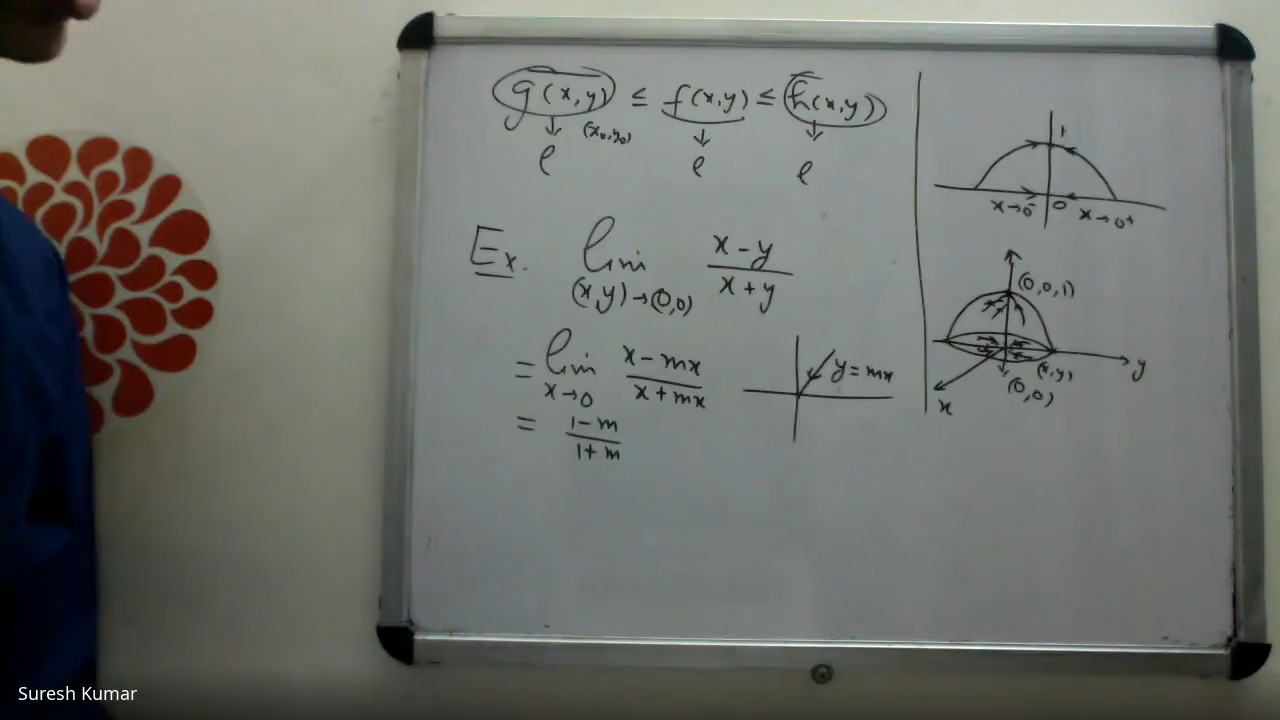 g(x,y) ≤ f(x,y) ≤ h(x,y)
↓ (x₀,y₀) ↓ ↓
l l l
Ex. lim x-y / x+y
(x,y)→(0,0)
= lim x-mx / x+mx
x→0
y=mx
= 1-m / 1+m
1
x→0⁻ 0 x→0⁺
(0,0,1)
(x,y) y
(0,0)
x
Suresh Kumar